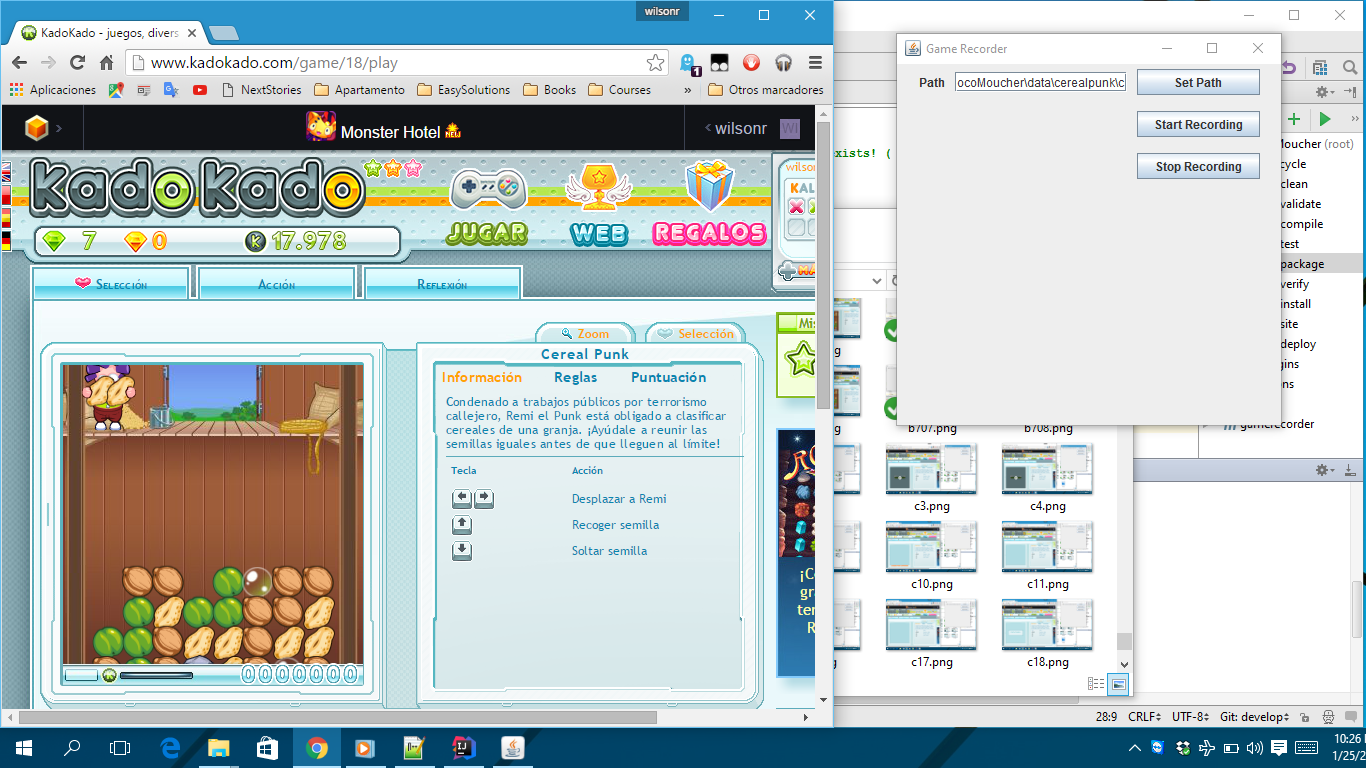 wilsonr
KadoKado - juegos, divers
www.kadokado.com/game/18/play
1
Aplicaciones
NextStories
Apartamento
EasySolutions
Books
Courses
»
Otros marcadores
Monster Hotel NEW
wilsonr
WI
KadoKado
7
0
K
17.978
JUGAR
WEB
REGALOS
wilsonr
KAL
Selección
Acción
Reflexión
Zoom
Selección
Cereal Punk
Información
Reglas
Puntuación
Condenado a trabajos públicos por terrorismo
callejero, Remi el Punk está obligado a clasificar
cereales de una granja. ¡Ayúdale a reunir las
semillas iguales antes de que lleguen al límite!
Tecla
Acción
Desplazar a Remi
Recoger semilla
Soltar semilla
0000000
Mis
Game Recorder
Path
ocoMoucher\data\cerealpunk\c
Set Path
Start Recording
Stop Recording
xists! (
Moucher (root)
cycle
clean
validate
compile
test
package
verify
install
site
deploy
gins
ns
gamerecorder
b707.png
b708.png
c3.png
c4.png
c10.png
c11.png
c17.png
c18.png
28:9
CRLF
UTF-8
Git: develop
10:26
1/25/2